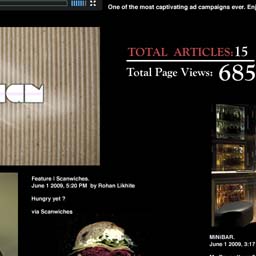 One of the most captivating ad campaigns ever.
TOTAL ARTICLES:15
Total Page Views: 685
Feature | Scanwiches.
June 1 2009, 5:20 PM by Rohan Likhite
Hungry yet ?
via Scanwiches
MiNiBAR.
June 1 2009, 3:17